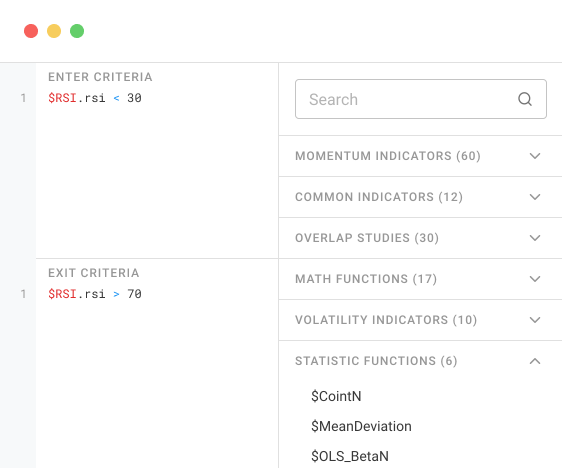 ENTER CRITERIA
1 $RSI.rsi < 30
EXIT CRITERIA
1 $RSI.rsi > 70
Search
MOMENTUM INDICATORS (60)
COMMON INDICATORS (12)
OVERLAP STUDIES (30)
MATH FUNCTIONS (17)
VOLATILITY INDICATORS (10)
STATISTIC FUNCTIONS (6)
$CointN
$MeanDeviation
$OLS_BetaN